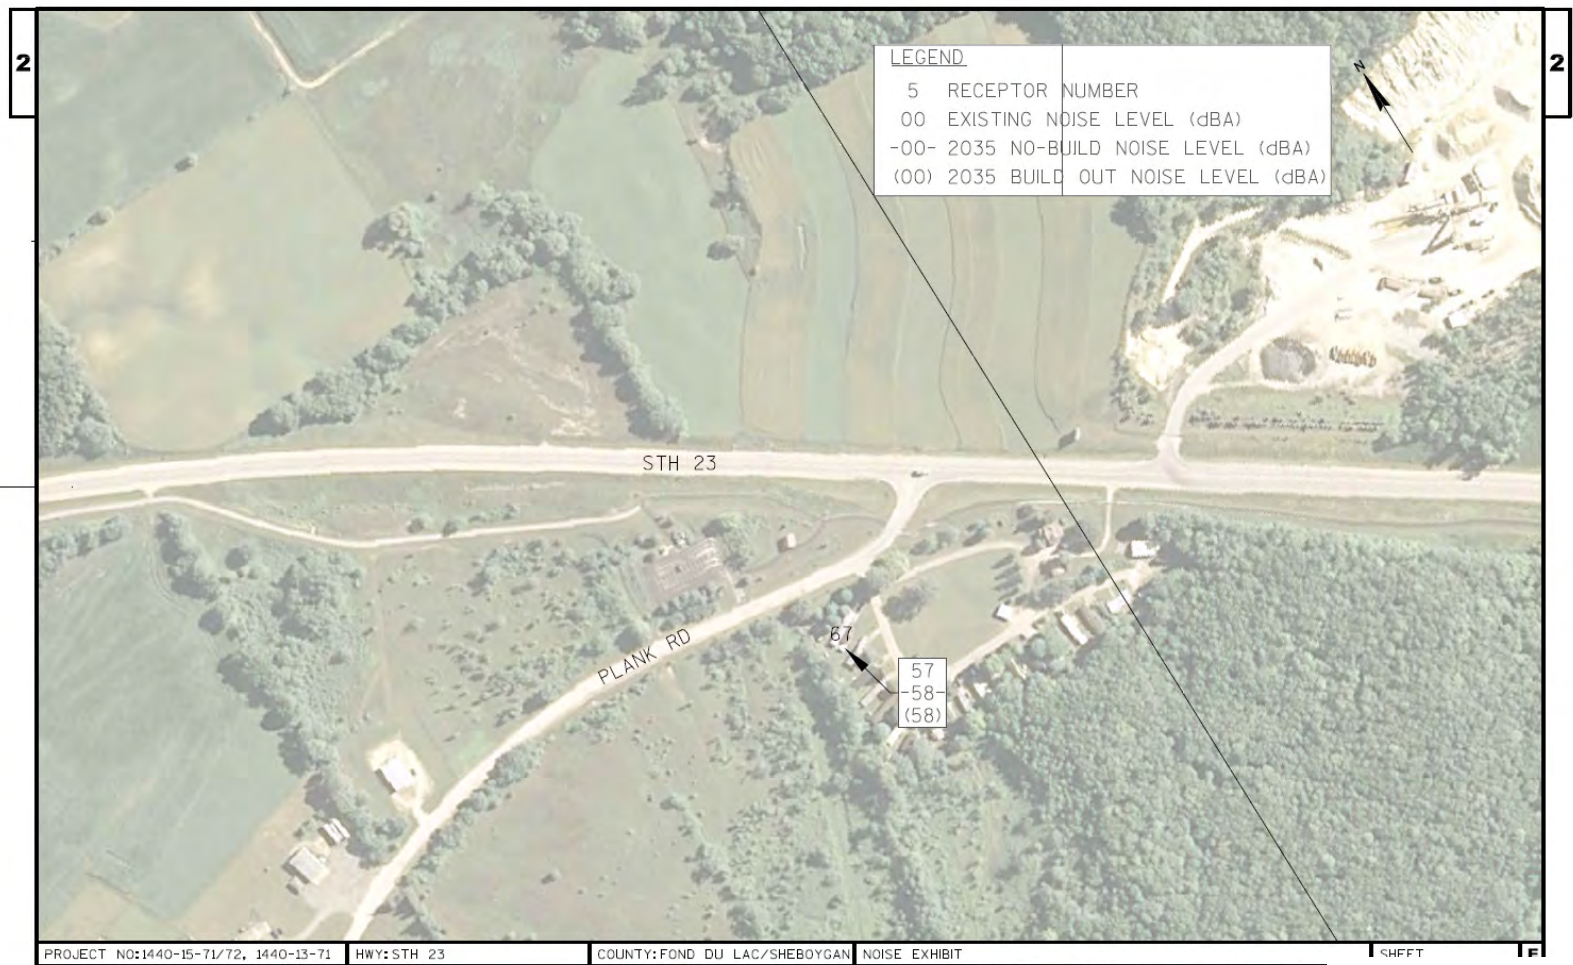 2
2
LEGEND
5 RECEPTOR NUMBER
00 EXISTING NOISE LEVEL (dBA)
-00- 2035 NO-BUILD NOISE LEVEL (dBA)
(00) 2035 BUILD OUT NOISE LEVEL (dBA)
N
STH 23
PLANK RD
67
57
-58-
(58)
PROJECT NO:1440-15-71/72, 1440-13-71
HWY:STH 23
COUNTY:FOND DU LAC/SHEBOYGAN
NOISE EXHIBIT
SHEET
E